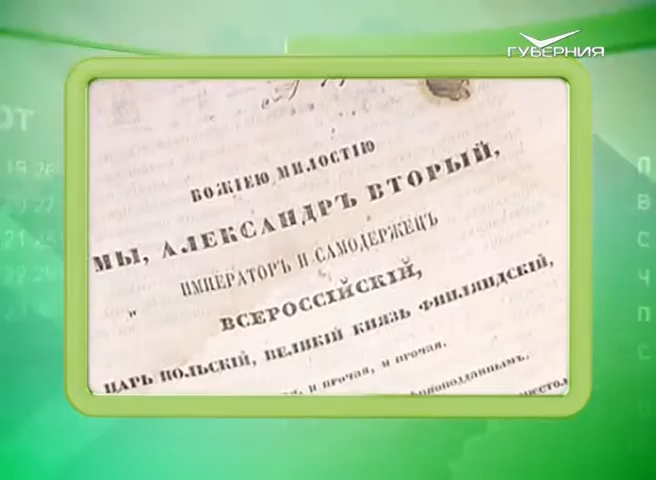 ГУБЕРНИЯ
БОЖІЕЮ МИЛОСТІЮ
МЫ, АЛЕКСАНДРЪ ВТОРЫЙ,
ИМПЕРАТОРЪ И САМОДЕРЖЕЦЪ
ВСЕРОССІЙСКІЙ,
ЦАРЬ ПОЛЬСКІЙ, ВЕЛИКІЙ КНЯЗЬ ФИНЛЯНДСКІЙ,
и прочая, и прочая.